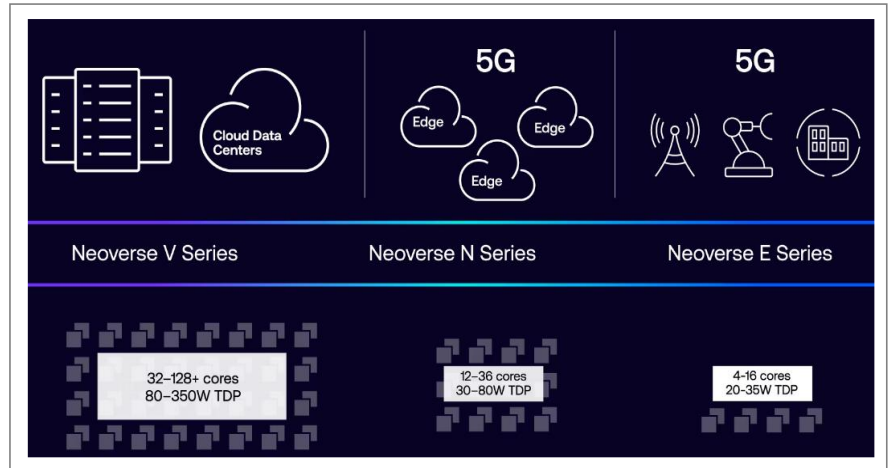 Cloud Data
Centers
5G
Edge
Edge
Edge
5G
Neoverse V Series
Neoverse N Series
Neoverse E Series
32–128+ cores
80–350W TDP
12–36 cores
30–80W TDP
4-16 cores
20-35W TDP